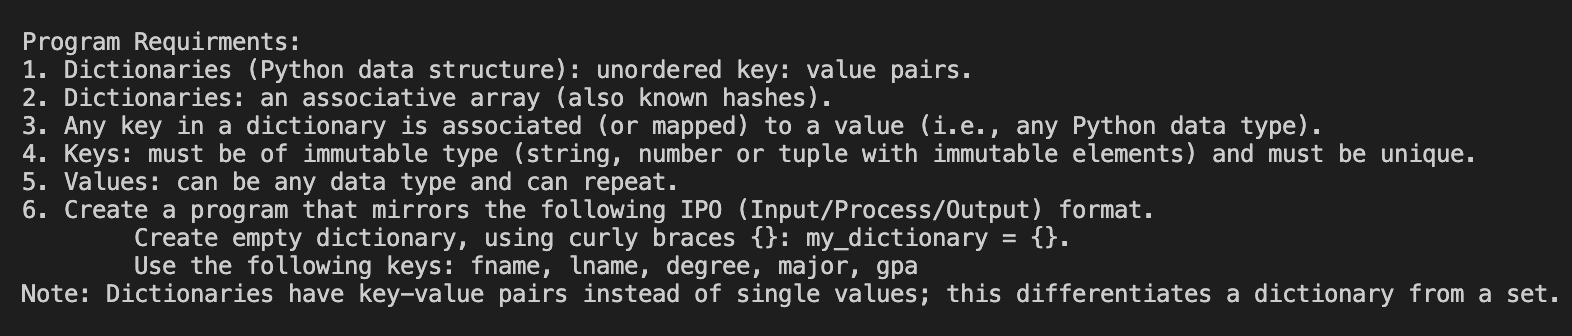 Program Requirments:
1. Dictionaries (Python data structure): unordered key: value pairs.
2. Dictionaries: an associative array (also known hashes).
3. Any key in a dictionary is associated (or mapped) to a value (i.e., any Python data type).
4. Keys: must be of immutable type (string, number or tuple with immutable elements) and must be unique.
5. Values: can be any data type and can repeat.
6. Create a program that mirrors the following IPO (Input/Process/Output) format.
        Create empty dictionary, using curly braces {}: my_dictionary = {}.
        Use the following keys: fname, lname, degree, major, gpa
Note: Dictionaries have key-value pairs instead of single values; this differentiates a dictionary from a set.